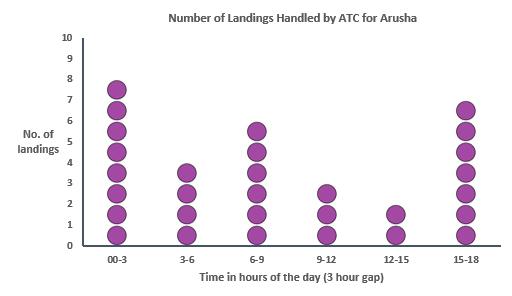 Number of Landings Handled by ATC for Arusha
10
9
8
7
6
5
4
3
2
1
0
No. of
landings
00-3 3-6 6-9 9-12 12-15 15-18
Time in hours of the day (3 hour gap)